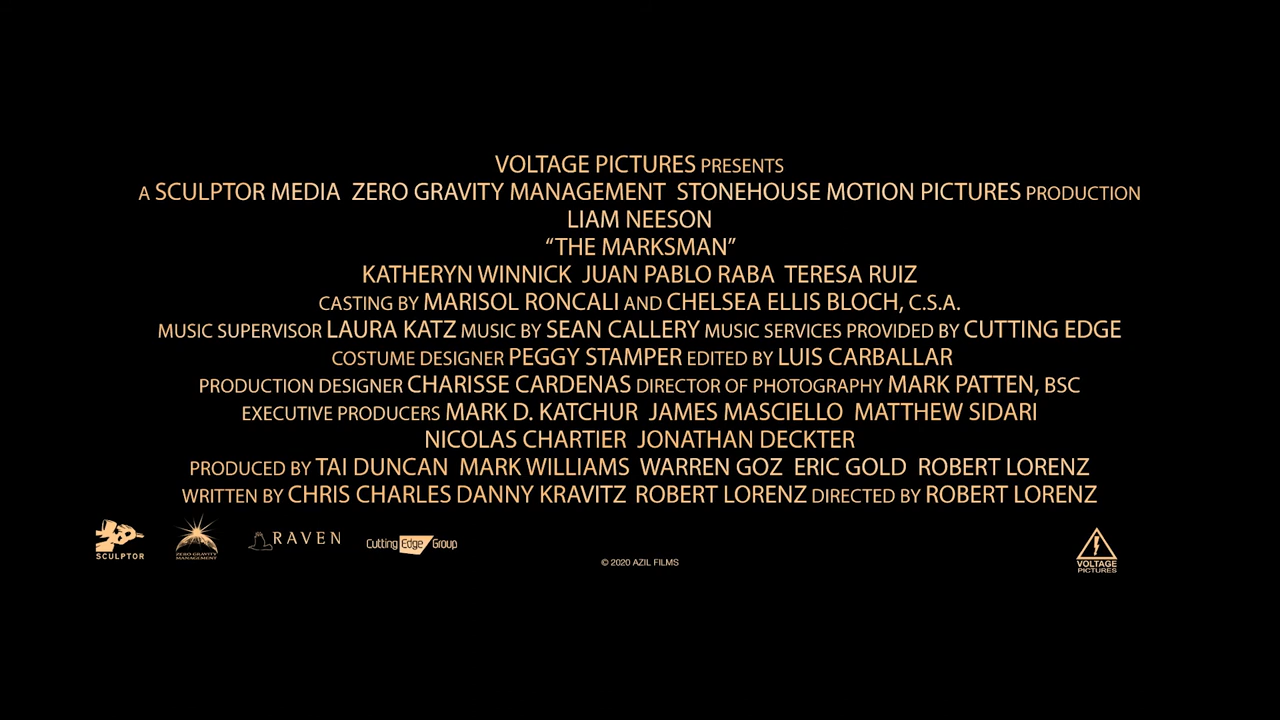 VOLTAGE PICTURES PRESENTS
A SCULPTOR MEDIA ZERO GRAVITY MANAGEMENT STONEHOUSE MOTION PICTURES PRODUCTION
LIAM NEESON
“THE MARKSMAN”
KATHERYN WINNICK JUAN PABLO RABA TERESA RUIZ
CASTING BY MARISOL RONCALI AND CHELSEA ELLIS BLOCH, C.S.A.
MUSIC SUPERVISOR LAURA KATZ MUSIC BY SEAN CALLERY MUSIC SERVICES PROVIDED BY CUTTING EDGE
COSTUME DESIGNER PEGGY STAMPER EDITED BY LUIS CARBALLAR
PRODUCTION DESIGNER CHARISSE CARDENAS DIRECTOR OF PHOTOGRAPHY MARK PATTEN, BSC
EXECUTIVE PRODUCERS MARK D. KATCHUR JAMES MASCIELLO MATTHEW SIDARI
NICOLAS CHARTIER JONATHAN DECKTER
PRODUCED BY TAI DUNCAN MARK WILLIAMS WARREN GOZ ERIC GOLD ROBERT LORENZ
WRITTEN BY CHRIS CHARLES DANNY KRAVITZ ROBERT LORENZ DIRECTED BY ROBERT LORENZ
SCULPTOR
ZERO GRAVITY
MANAGEMENT
RAVEN
Cutting Edge Group
© 2020 AZIL FILMS
VOLTAGE
PICTURES